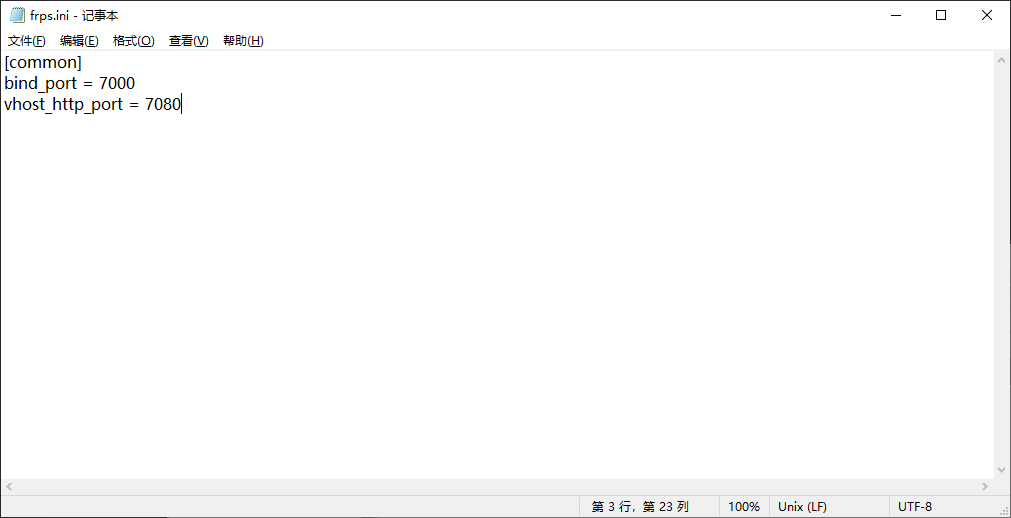 frps.ini - 记事本
文件(F) 编辑(E) 格式(O) 查看(V) 帮助(H)
[common]
bind_port = 7000
vhost_http_port = 7080
第 3 行，第 23 列 100% Unix (LF) UTF-8